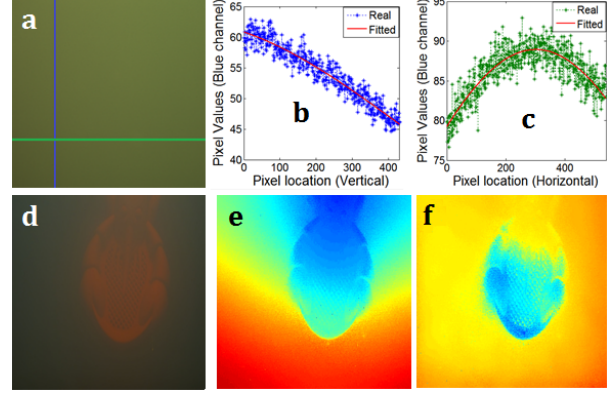 a
Pixel Values (Blue channel)
65
60
55
50
45
40
0 100 200 300 400
Pixel location (Vertical)
Real
Fitted
b
Pixel Values (Blue channel)
95
90
85
80
75
0 200 400
Pixel location (Horizontal)
Real
Fitted
c
d
e
f